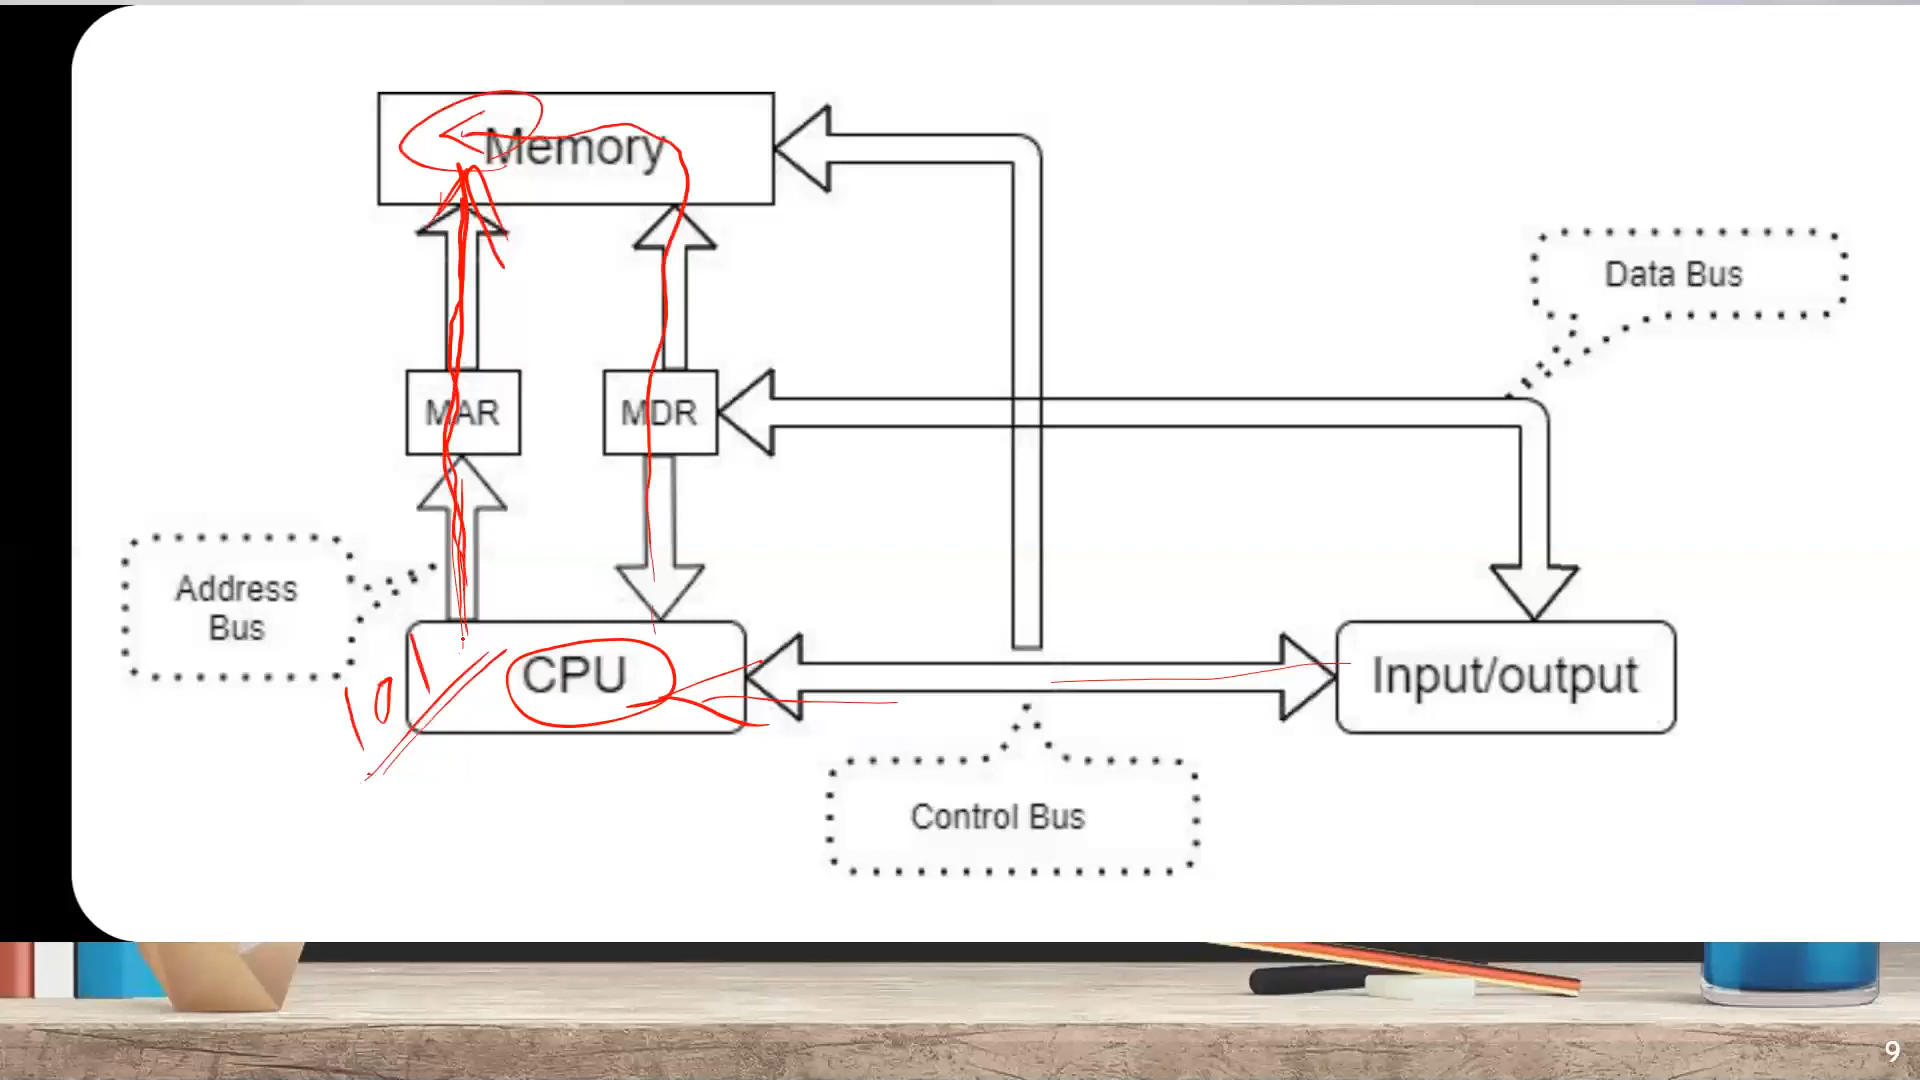 Memory
Data Bus
MAR
MDR
Address
Bus
101
CPU
Input/output
Control Bus
9